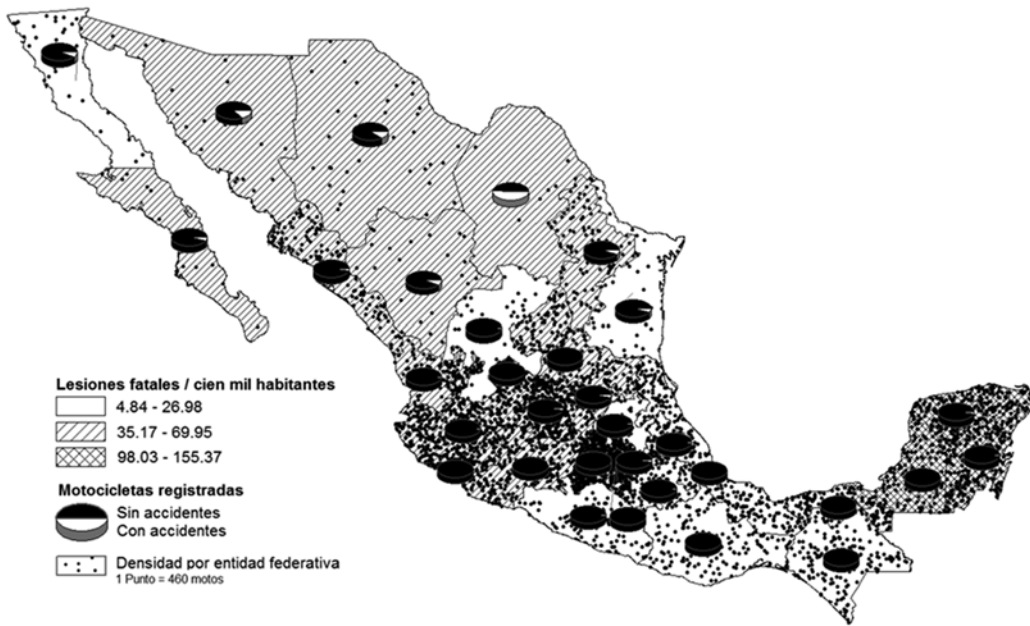 Lesiones fatales / cien mil habitantes
4.84 - 26.98
35.17 - 69.95
98.03 - 155.37
Motocicletas registradas
Sin accidentes
Con accidentes
Densidad por entidad federativa
1 Punto = 460 motos